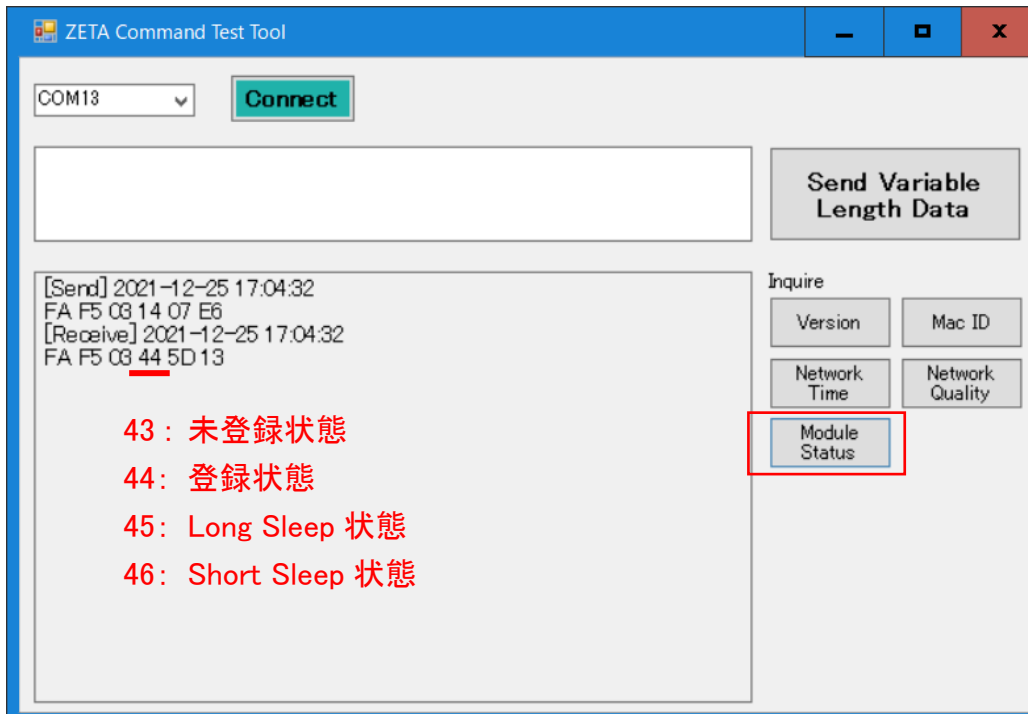 ZETA Command Test Tool
COM13
Connect
Send Variable
Length Data
[Send] 2021-12-25 17:04:32
FA F5 03 14 07 E6
[Receive] 2021-12-25 17:04:32
FA F5 03 44 5D 13
43： 未登録状態
44： 登録状態
45： Long Sleep 状態
46： Short Sleep 状態
Inquire
Version
Mac ID
Network
Time
Network
Quality
Module
Status